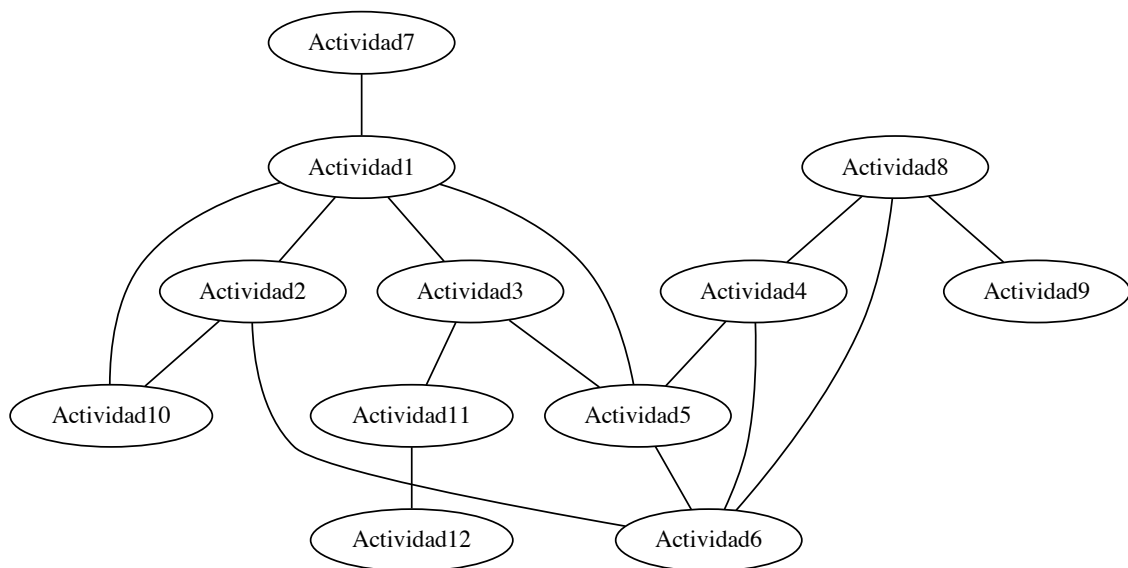 Actividad7
Actividad1
Actividad8
Actividad2
Actividad3
Actividad4
Actividad9
Actividad10
Actividad11
Actividad5
Actividad12
Actividad6